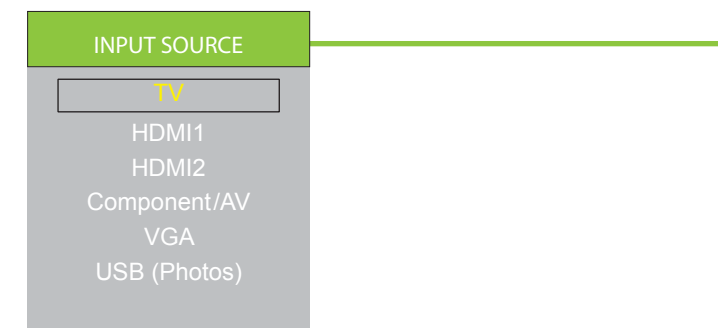 INPUT SOURCE
TV
HDMI1
HDMI2
Component/AV
VGA
USB (Photos)